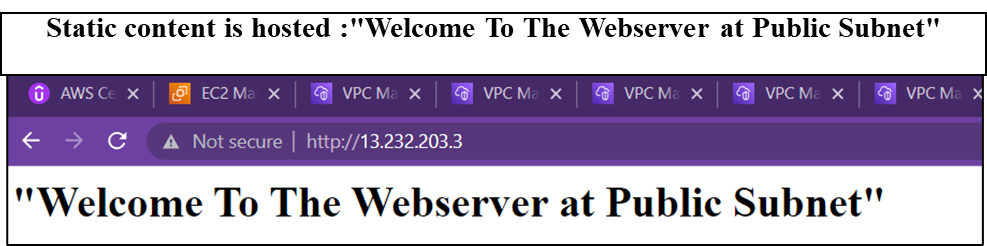 Static content is hosted :"Welcome To The Webserver at Public Subnet"
AWS Ce EC2 Ma VPC Ma VPC Ma VPC Ma VPC Ma VPC Ma
Not secure | http://13.232.203.3
"Welcome To The Webserver at Public Subnet"